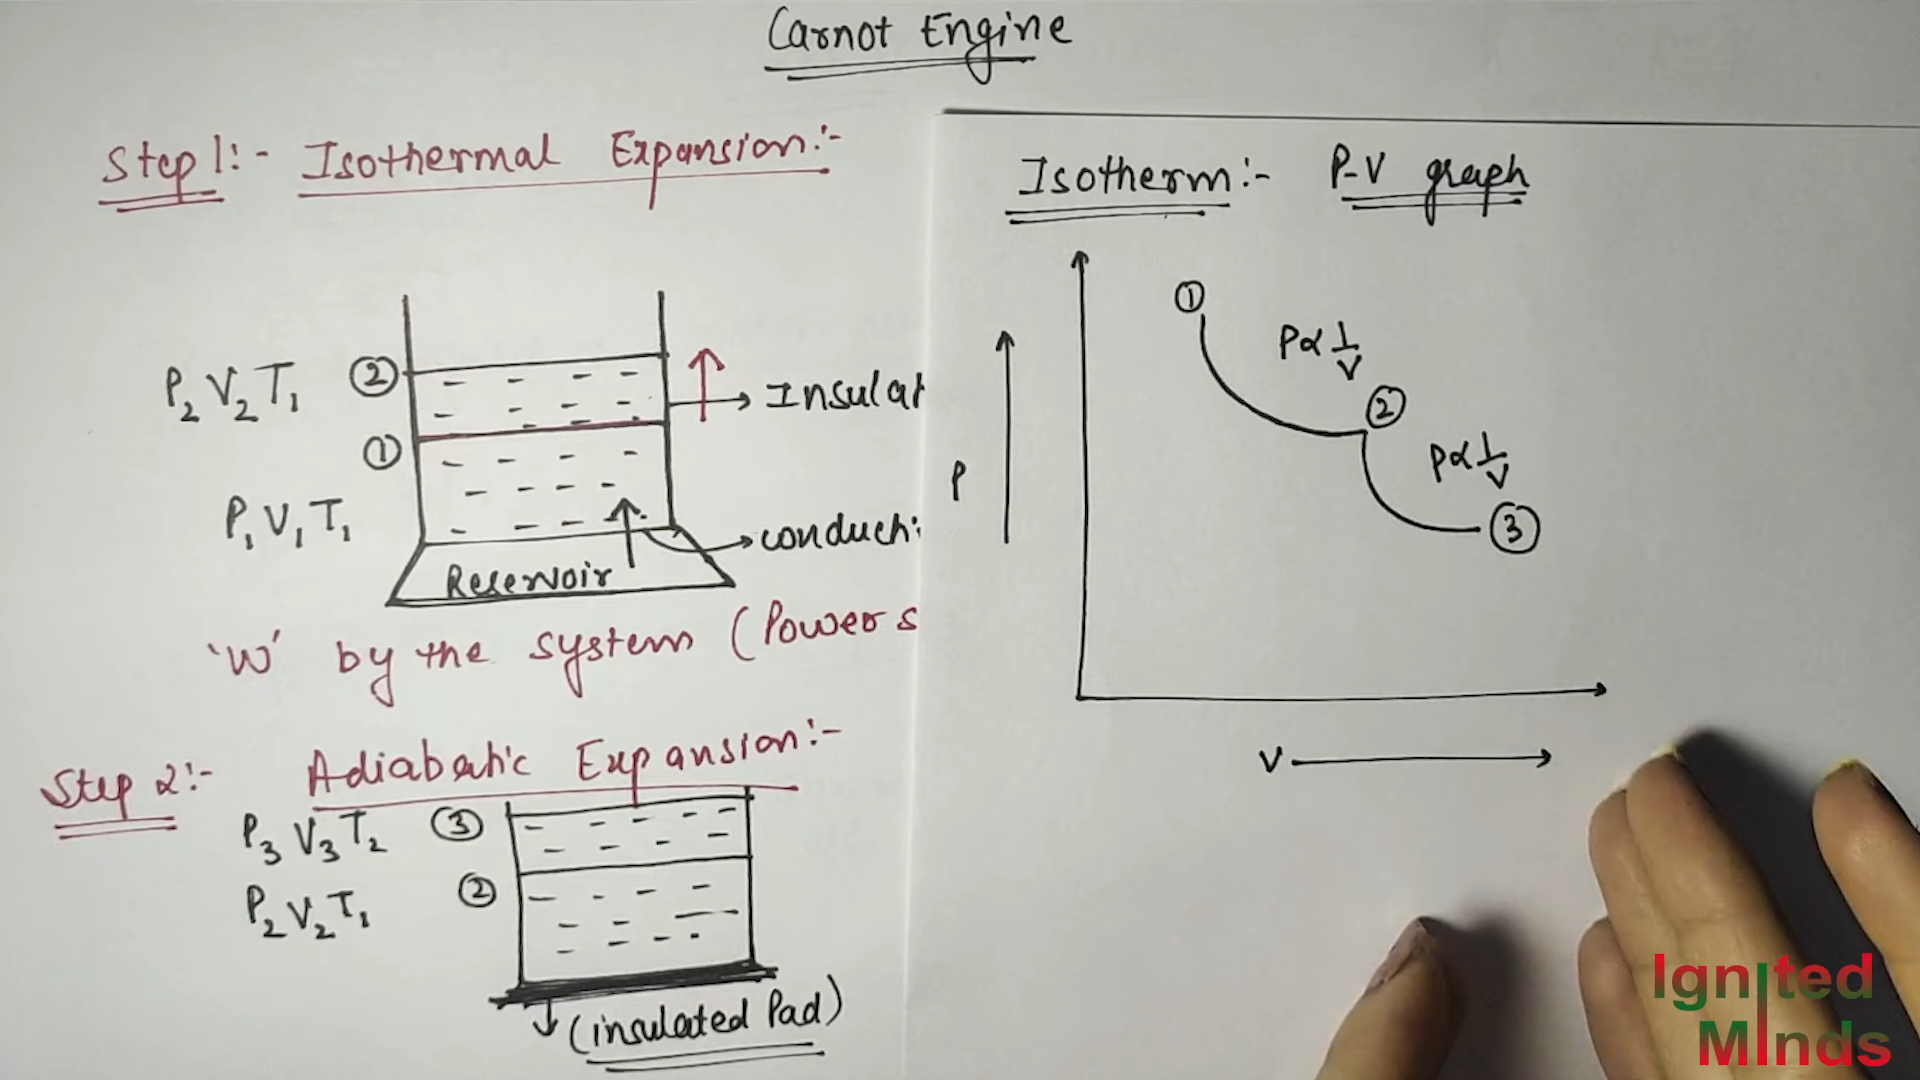 Carnot Engine
Step 1:- Isothermal Expansion:-
P₂ V₂ T₁ ②
Insulat
①
P₁ V₁ T₁
conducti
Reservoir
'W' by the system (Power s
Step 2:- Adiabatic Expansion:-
P₃ V₃ T₂ ③
P₂ V₂ T₁ ②
(insulated Pad)
Isotherm:- P-V graph
①
P∝ 1/V
②
P∝ 1/V
③
P
V
Ignited
Minds